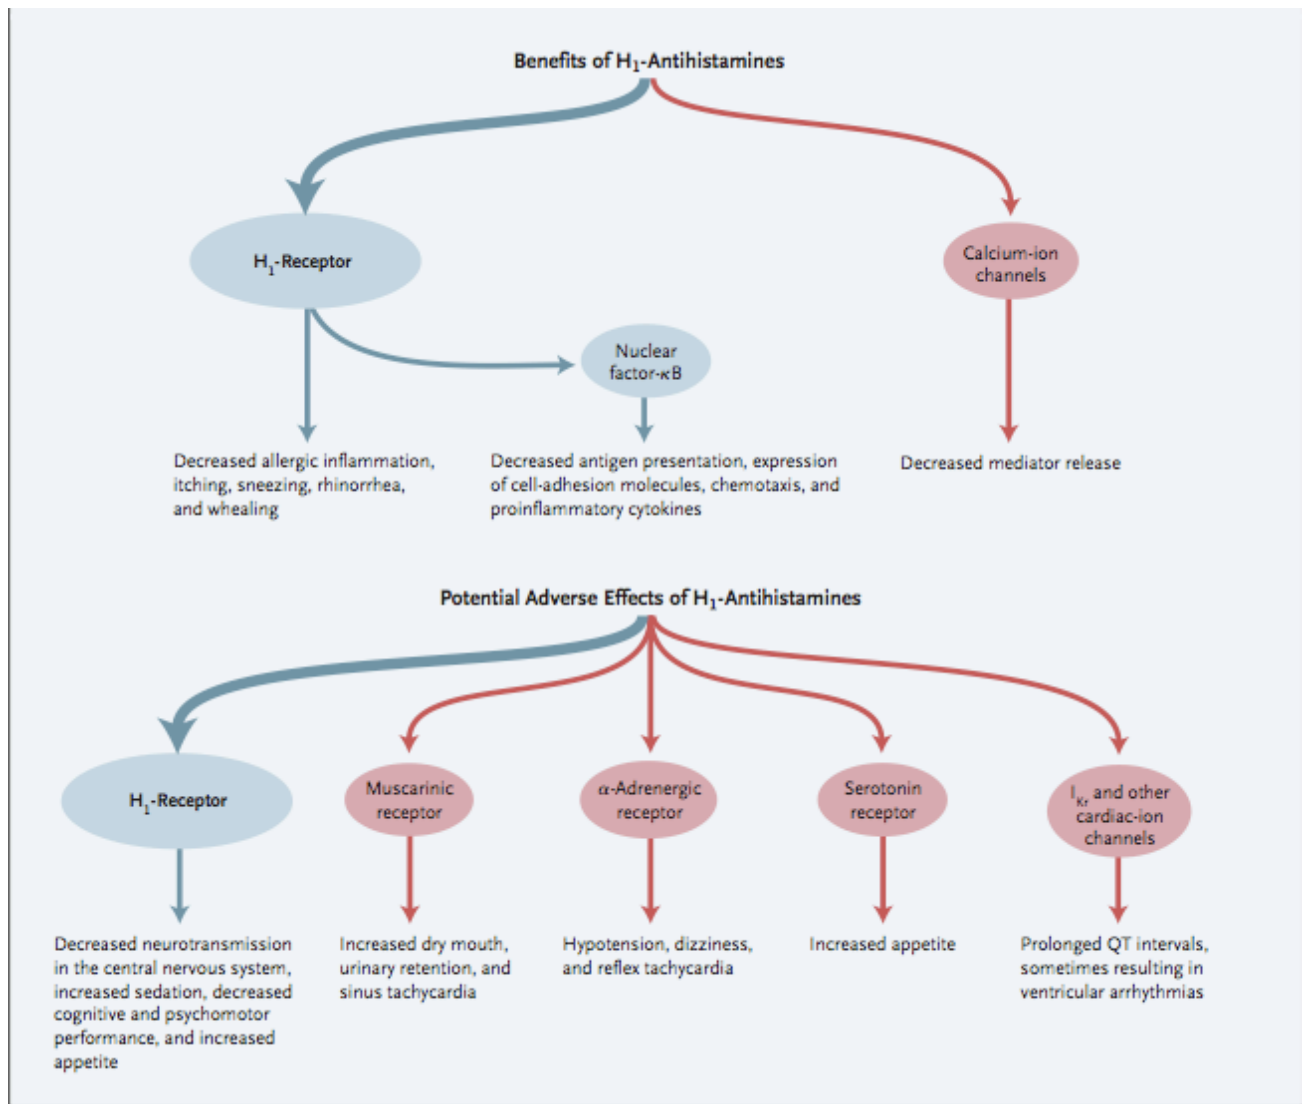 Benefits of H₁-Antihistamines
H₁-Receptor
Calcium-ion
channels
Nuclear
factor-κB
Decreased allergic inflammation,
itching, sneezing, rhinorrhea,
and whealing
Decreased antigen presentation, expression
of cell-adhesion molecules, chemotaxis, and
proinflammatory cytokines
Decreased mediator release
Potential Adverse Effects of H₁-Antihistamines
H₁-Receptor
Muscarinic
receptor
α-Adrenergic
receptor
Serotonin
receptor
I_Kr and other
cardiac-ion
channels
Decreased neurotransmission
in the central nervous system,
increased sedation, decreased
cognitive and psychomotor
performance, and increased
appetite
Increased dry mouth,
urinary retention, and
sinus tachycardia
Hypotension, dizziness,
and reflex tachycardia
Increased appetite
Prolonged QT intervals,
sometimes resulting in
ventricular arrhythmias